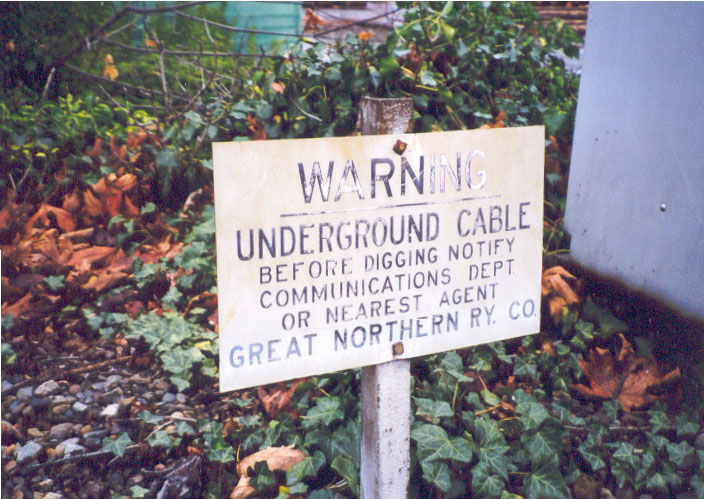 WARNING
UNDERGROUND CABLE
BEFORE DIGGING NOTIFY
COMMUNICATIONS DEPT
OR NEAREST AGENT
GREAT NORTHERN RY. CO.